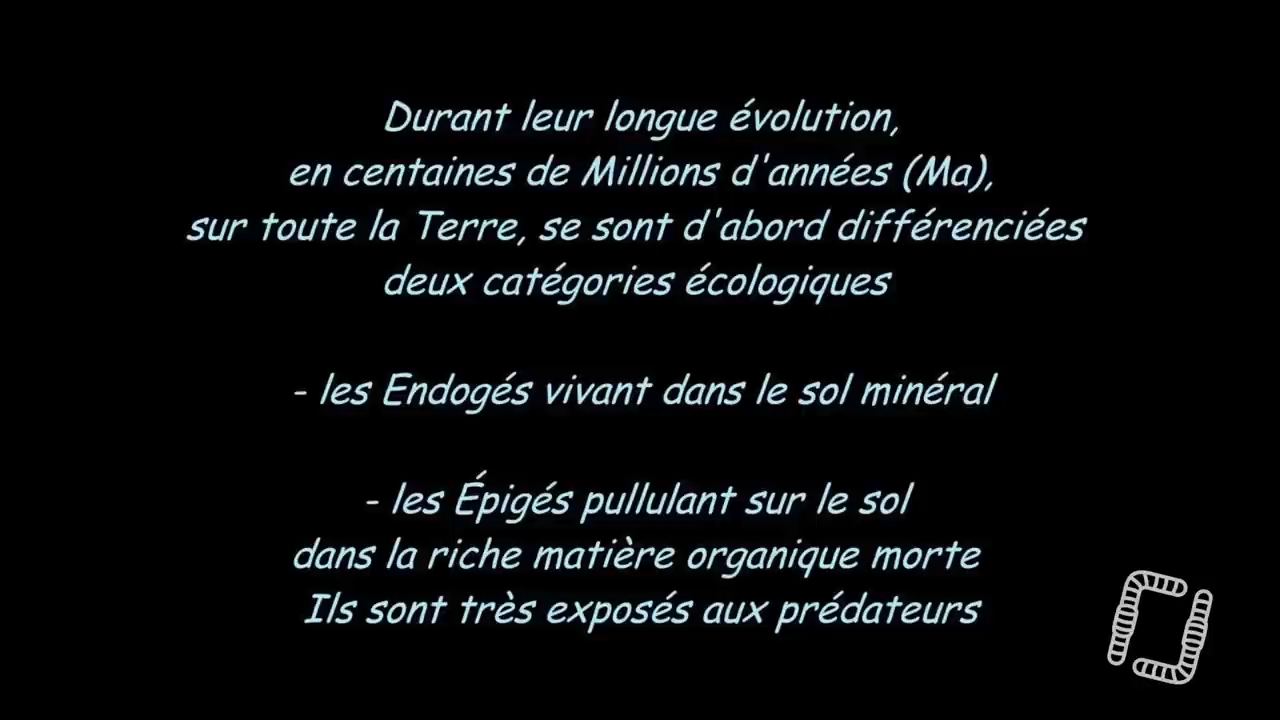 Durant leur longue évolution,
en centaines de Millions d'années (Ma),
sur toute la Terre, se sont d'abord différenciées
deux catégories écologiques
- les Endogés vivant dans le sol minéral
- les Épigés pullulant sur le sol
dans la riche matière organique morte
Ils sont très exposés aux prédateurs